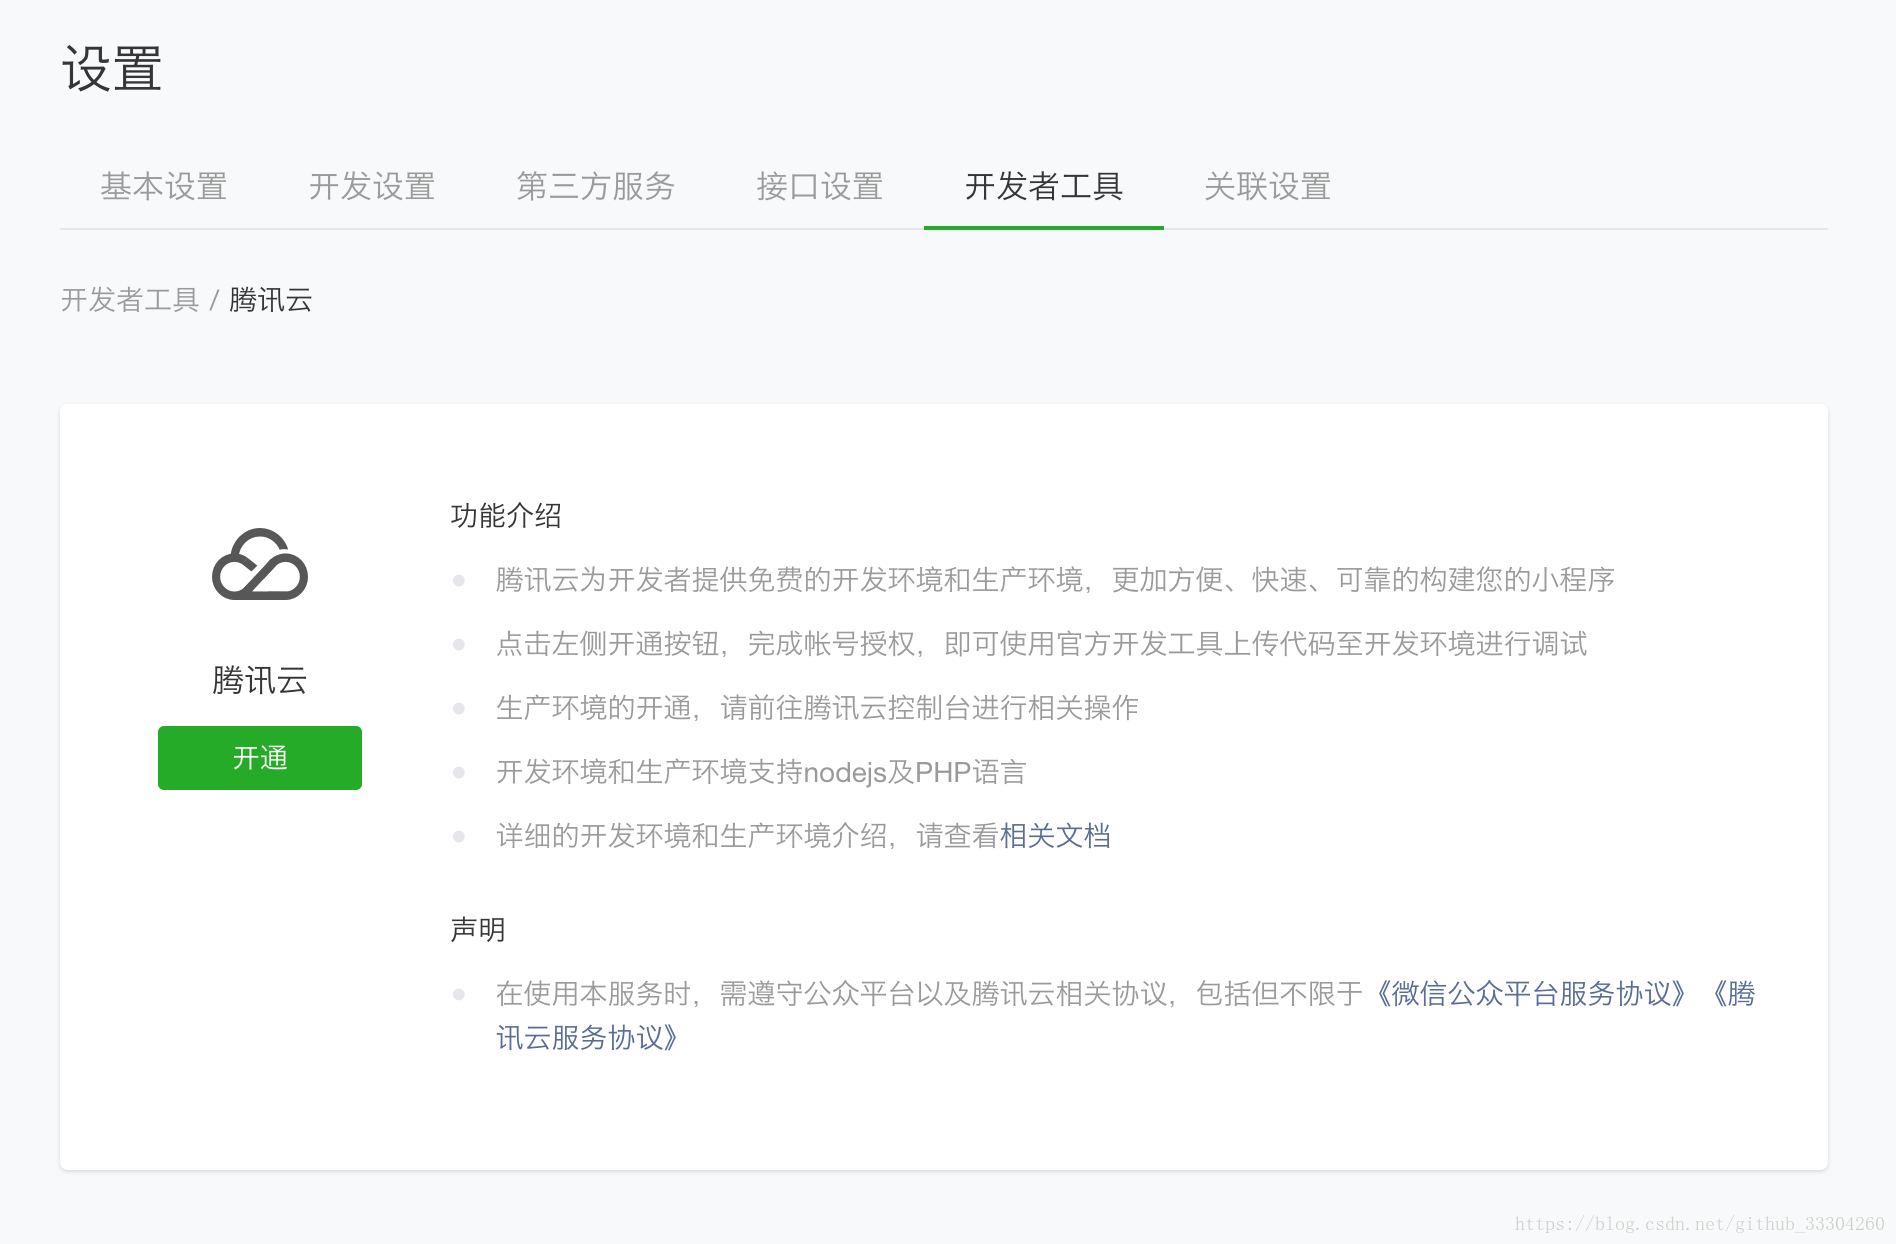 设置
基本设置 开发设置 第三方服务 接口设置 开发者工具 关联设置
开发者工具 / 腾讯云
功能介绍
腾讯云为开发者提供免费的开发环境和生产环境，更加方便、快速、可靠的构建您的小程序
点击左侧开通按钮，完成帐号授权，即可使用官方开发工具上传代码至开发环境进行调试
腾讯云
生产环境的开通，请前往腾讯云控制台进行相关操作
开通
开发环境和生产环境支持nodejs及PHP语言
详细的开发环境和生产环境介绍，请查看相关文档
声明
在使用本服务时，需遵守公众平台以及腾讯云相关协议，包括但不限于《微信公众平台服务协议》《腾
讯云服务协议》
https://blog.csdn.net/github_33304260